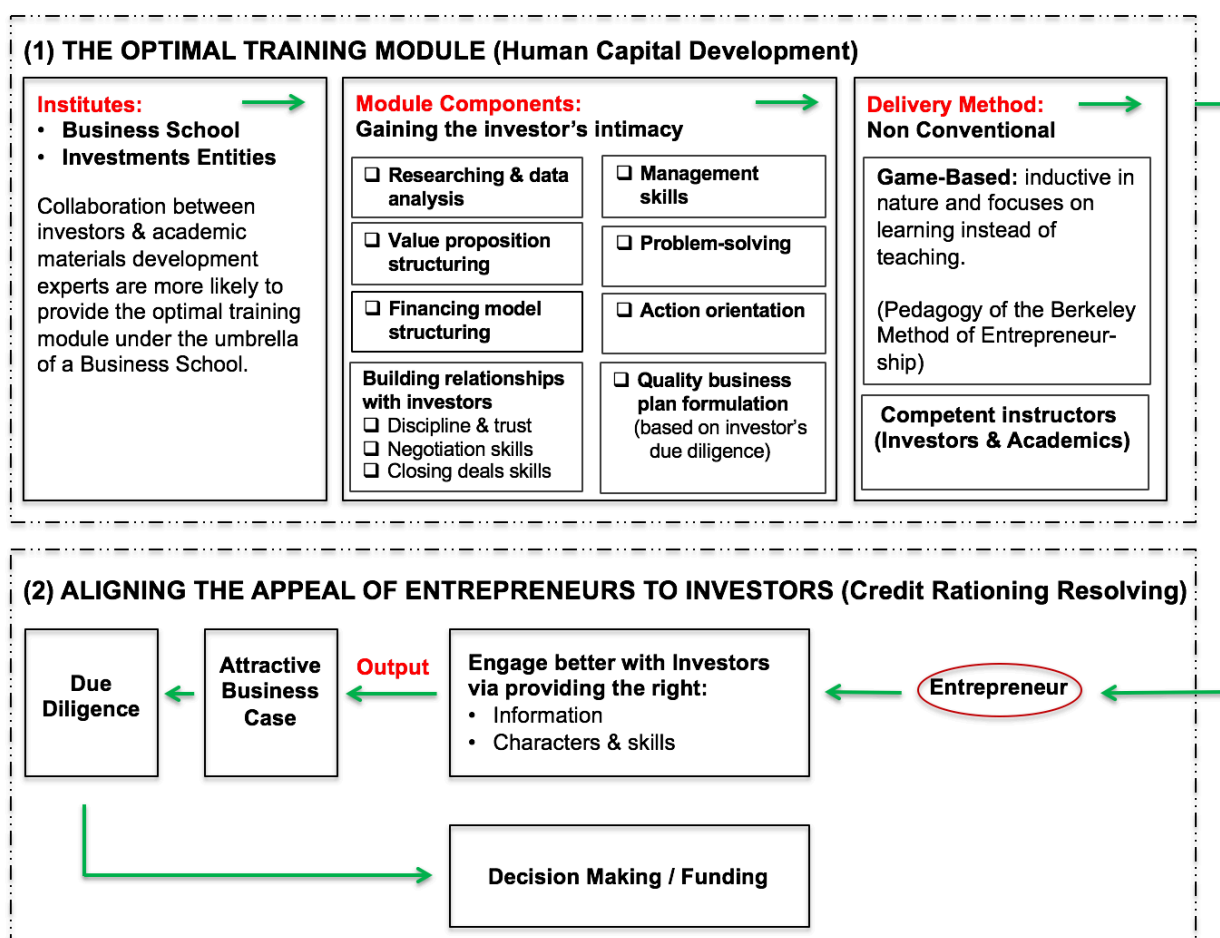 (1) THE OPTIMAL TRAINING MODULE (Human Capital Development)
Institutes:
• Business School
• Investments Entities
Collaboration between
investors & academic
materials development
experts are more likely to
provide the optimal training
module under the umbrella
of a Business School.
Module Components:
Gaining the investor’s intimacy
❑ Researching & data
analysis
❑ Value proposition
structuring
❑ Financing model
structuring
Building relationships
with investors
❑ Discipline & trust
❑ Negotiation skills
❑ Closing deals skills
❑ Management
skills
❑ Problem-solving
❑ Action orientation
❑ Quality business
plan formulation
(based on investor’s
due diligence)
Delivery Method:
Non Conventional
Game-Based: inductive in
nature and focuses on
learning instead of
teaching.
(Pedagogy of the Berkeley
Method of Entrepreneur-
ship)
Competent instructors
(Investors & Academics)
(2) ALIGNING THE APPEAL OF ENTREPRENEURS TO INVESTORS (Credit Rationing Resolving)
Entrepreneur
Engage better with Investors
via providing the right:
• Information
• Characters & skills
Output
Attractive
Business
Case
Due
Diligence
Decision Making / Funding